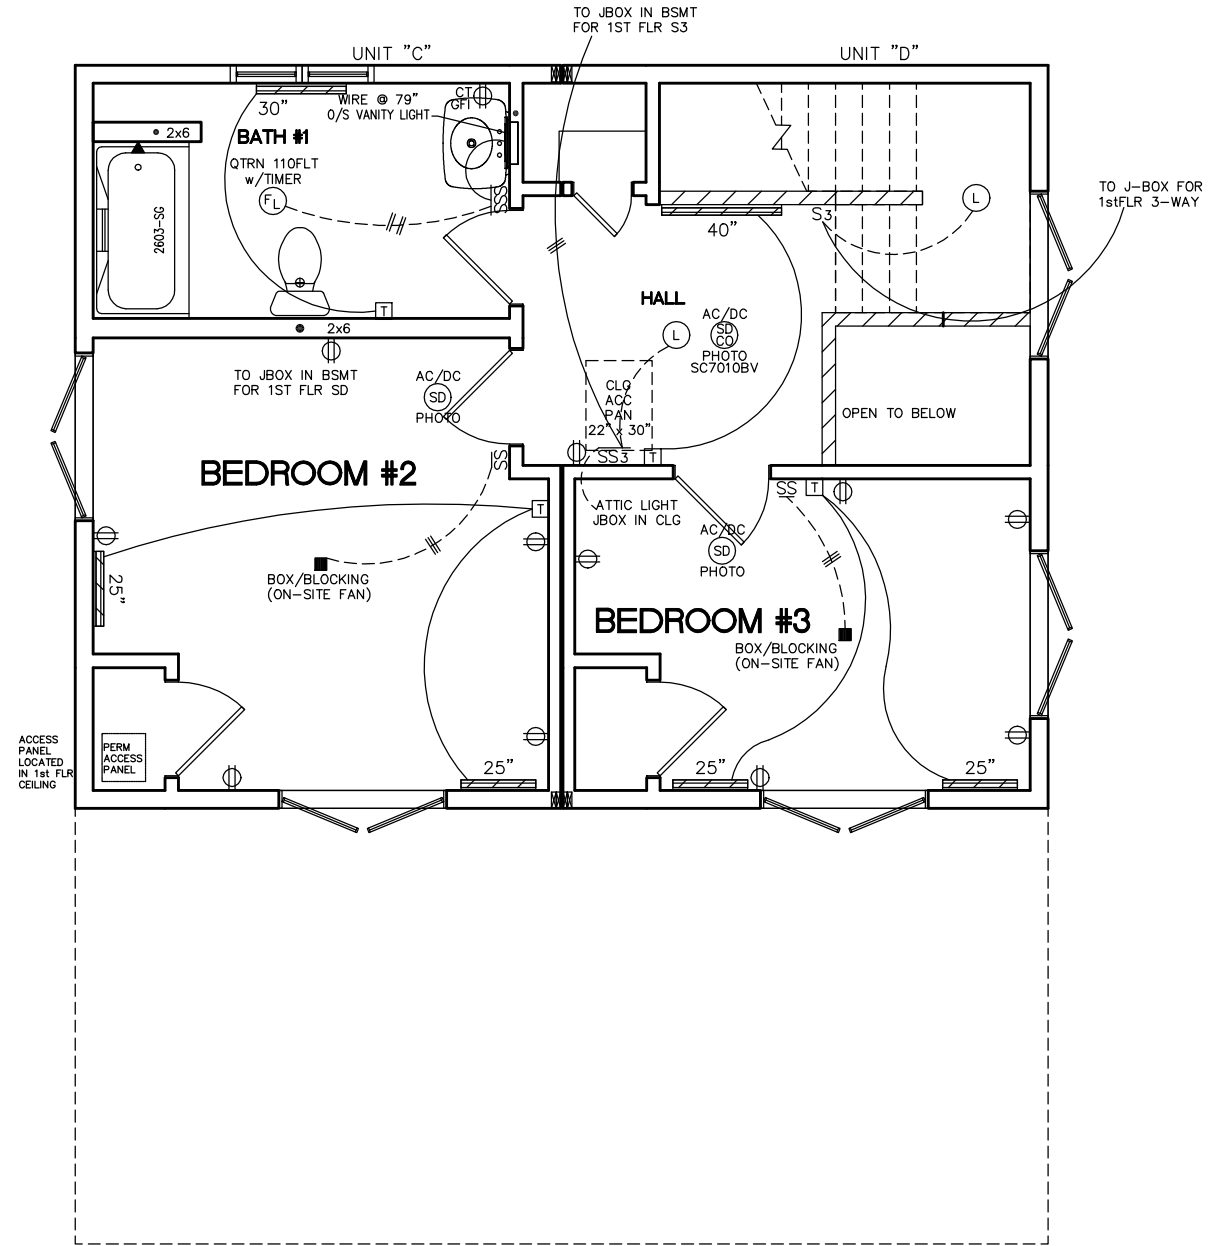 TO JBOX IN BSMT
FOR 1ST FLR S3
UNIT "C"
UNIT "D"
30"
WIRE @ 79"
O/S VANITY LIGHT
CT
GFI
2x6
BATH #1
QTRN 110FLT
w/TIMER
FL
2603-SG
SSS
T
2x6
TO J-BOX FOR
1stFLR 3-WAY
L
S3
40"
HALL
L
AC/DC
SD
CO
PHOTO
SC7010BV
TO JBOX IN BSMT
FOR 1ST FLR SD
AC/DC
SD
PHOTO
CLG
ACC
PAN
22" x 30"
SS3
T
OPEN TO BELOW
BEDROOM #2
SS
T
ATTIC LIGHT
JBOX IN CLG
SS
T
AC/DC
SD
PHOTO
25"
BOX/BLOCKING
(ON-SITE FAN)
BEDROOM #3
BOX/BLOCKING
(ON-SITE FAN)
ACCESS
PANEL
LOCATED
IN 1st FLR
CEILING
PERM
ACCESS
PANEL
25"
25"
25"